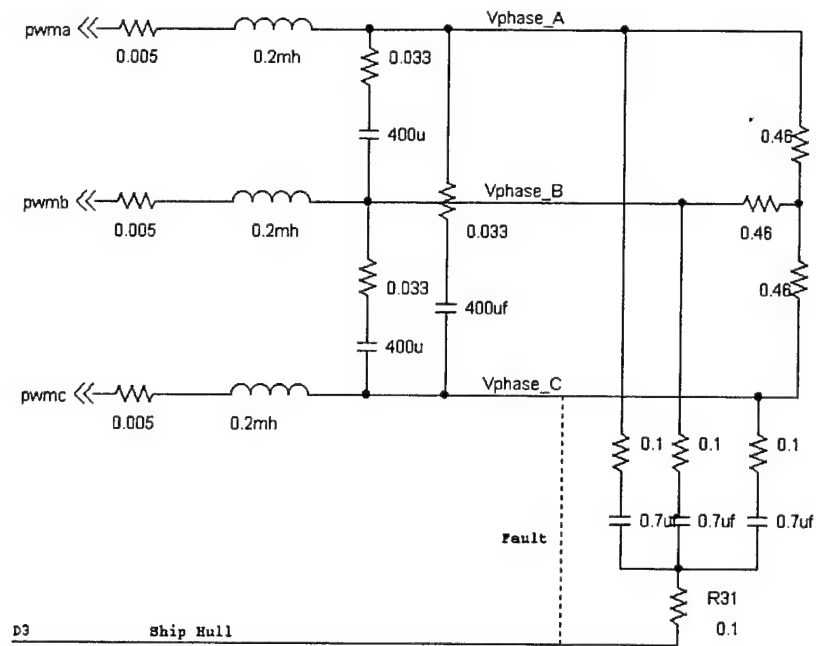 pwma
0.005
0.2mh
0.033
400u
Vphase_A
0.46
pwmb
0.005
0.2mh
Vphase_B
0.033
0.46
0.033
400uf
400u
0.46
pwmc
0.005
0.2mh
Vphase_C
0.1
0.1
0.1
0.7uf
0.7uf
0.7uf
Fault
R31
0.1
D3
Ship Hull